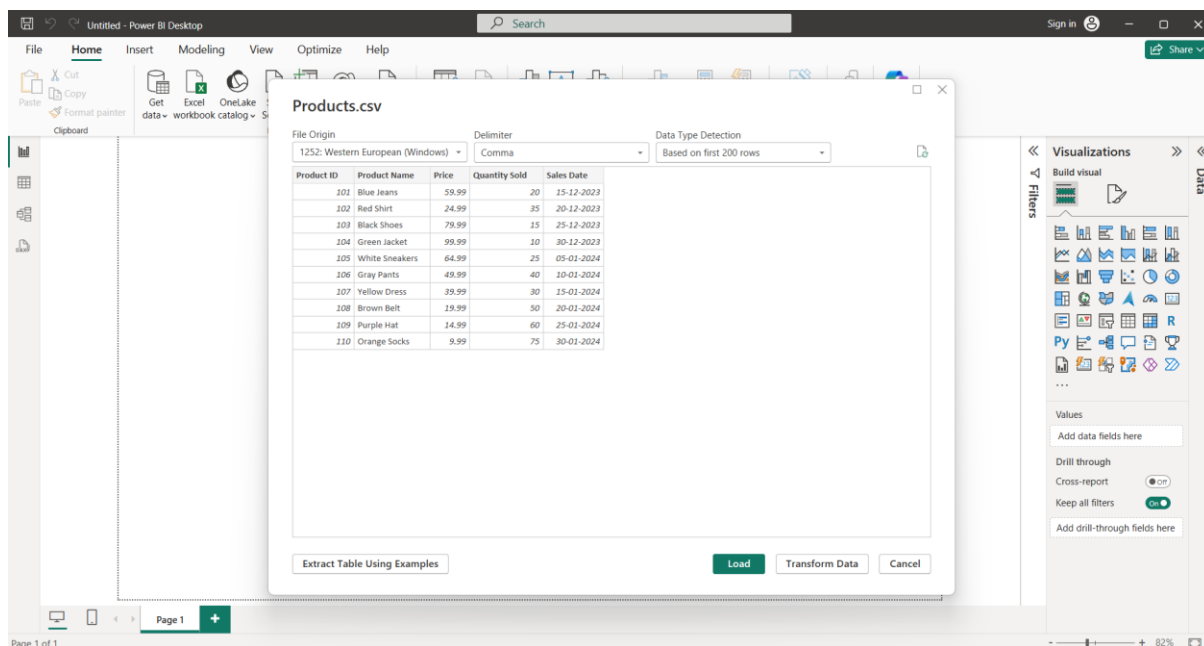 Untitled - Power BI Desktop
Search
Sign in
File Home Insert Modeling View Optimize Help
Share
Paste
Cut
Copy
Format painter
Clipboard
Get data
Excel workbook
OneLake catalog
Products.csv
File Origin Delimiter Data Type Detection
1252: Western European (Windows) Comma Based on first 200 rows
Product ID Product Name Price Quantity Sold Sales Date
101 Blue Jeans 59.99 20 15-12-2023
102 Red Shirt 24.99 35 20-12-2023
103 Black Shoes 79.99 15 25-12-2023
104 Green Jacket 99.99 10 30-12-2023
105 White Sneakers 64.99 25 05-01-2024
106 Gray Pants 49.99 40 10-01-2024
107 Yellow Dress 39.99 30 15-01-2024
108 Brown Belt 19.99 50 20-01-2024
109 Purple Hat 14.99 60 25-01-2024
110 Orange Socks 9.99 75 30-01-2024
Extract Table Using Examples Load Transform Data Cancel
Filters
Visualizations
Build visual
R
Py
...
Values
Add data fields here
Drill through
Cross-report Off
Keep all filters On
Add drill-through fields here
Data
Page 1
Page 1 of 1
82%